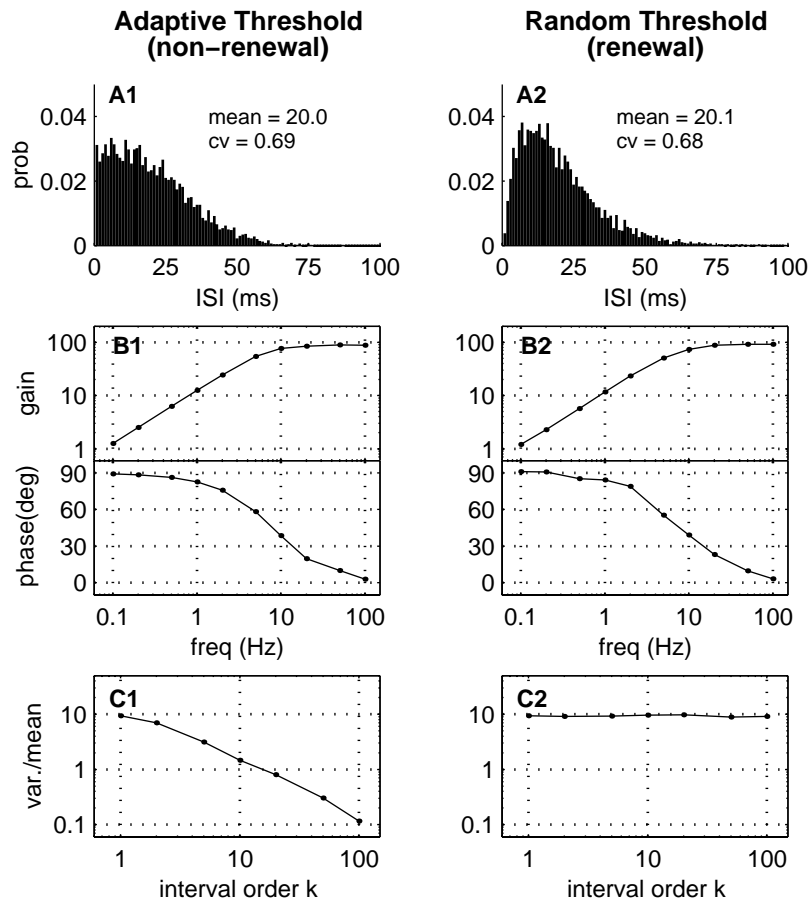 Adaptive Threshold
(non−renewal)
Random Threshold
(renewal)
A1
mean = 20.0
cv = 0.69
prob
0.04
0.02
0
0 25 50 75 100
ISI (ms)
A2
mean = 20.1
cv = 0.68
0.04
0.02
0
0 25 50 75 100
ISI (ms)
B1
gain
100
10
1
phase(deg)
90
60
30
0
0.1 1 10 100
freq (Hz)
B2
100
10
1
90
60
30
0
0.1 1 10 100
freq (Hz)
C1
var./mean
10
1
0.1
1 10 100
interval order k
C2
10
1
0.1
1 10 100
interval order k